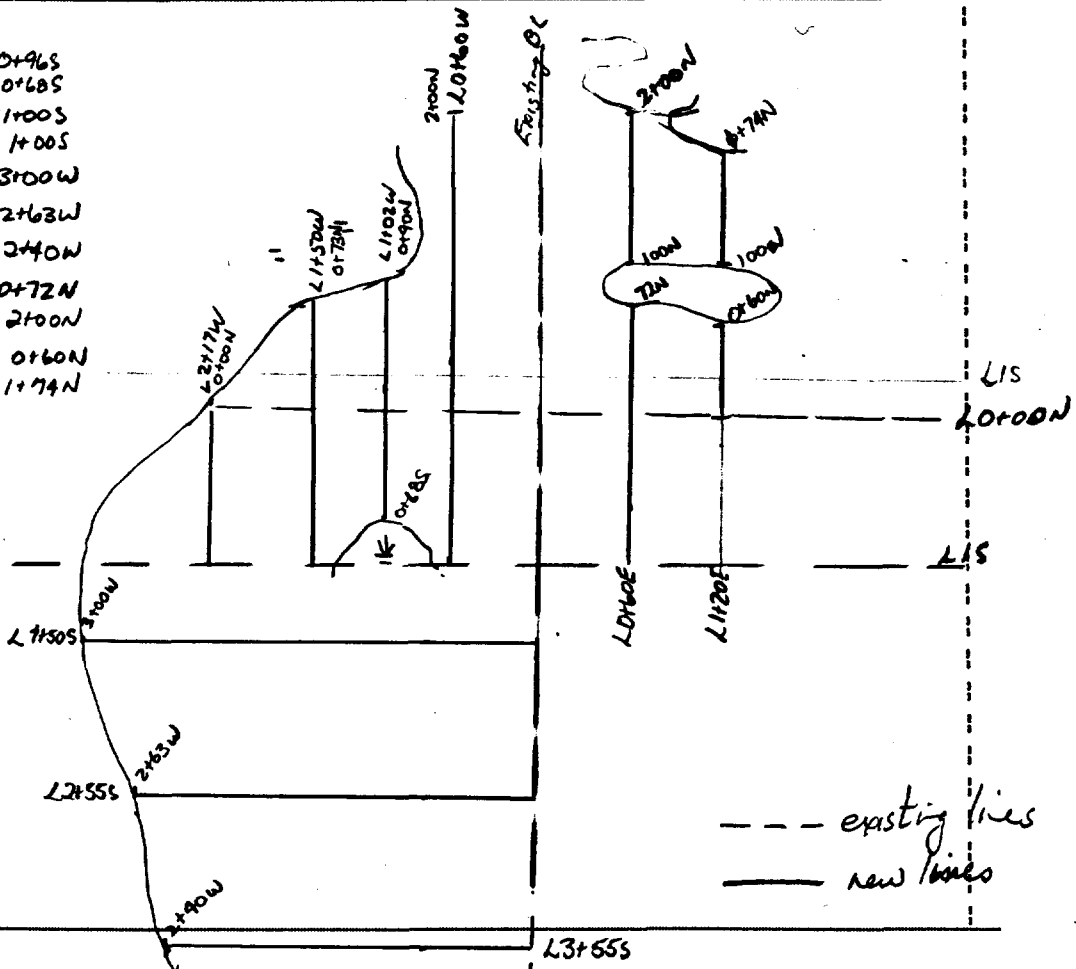 0+96S
0+68S
1+00S
1+00S
3+00W
2+63W
2+40W
0+72N
2+00N
0+60N
1+74N
2+00N
L0+60W
Existing BL
2+00N
1+74N
L1+50W
0+73N
L1+02W
0+90N
100N
100N
72N
0+60N
L2+17W
0+00N
L1S
L0+00N
0+68S
L1S
L0+60E
L1+20E
3+00W
L1+50S
2+63W
L2+55S
existing lines
new lines
2+40W
L3+55S